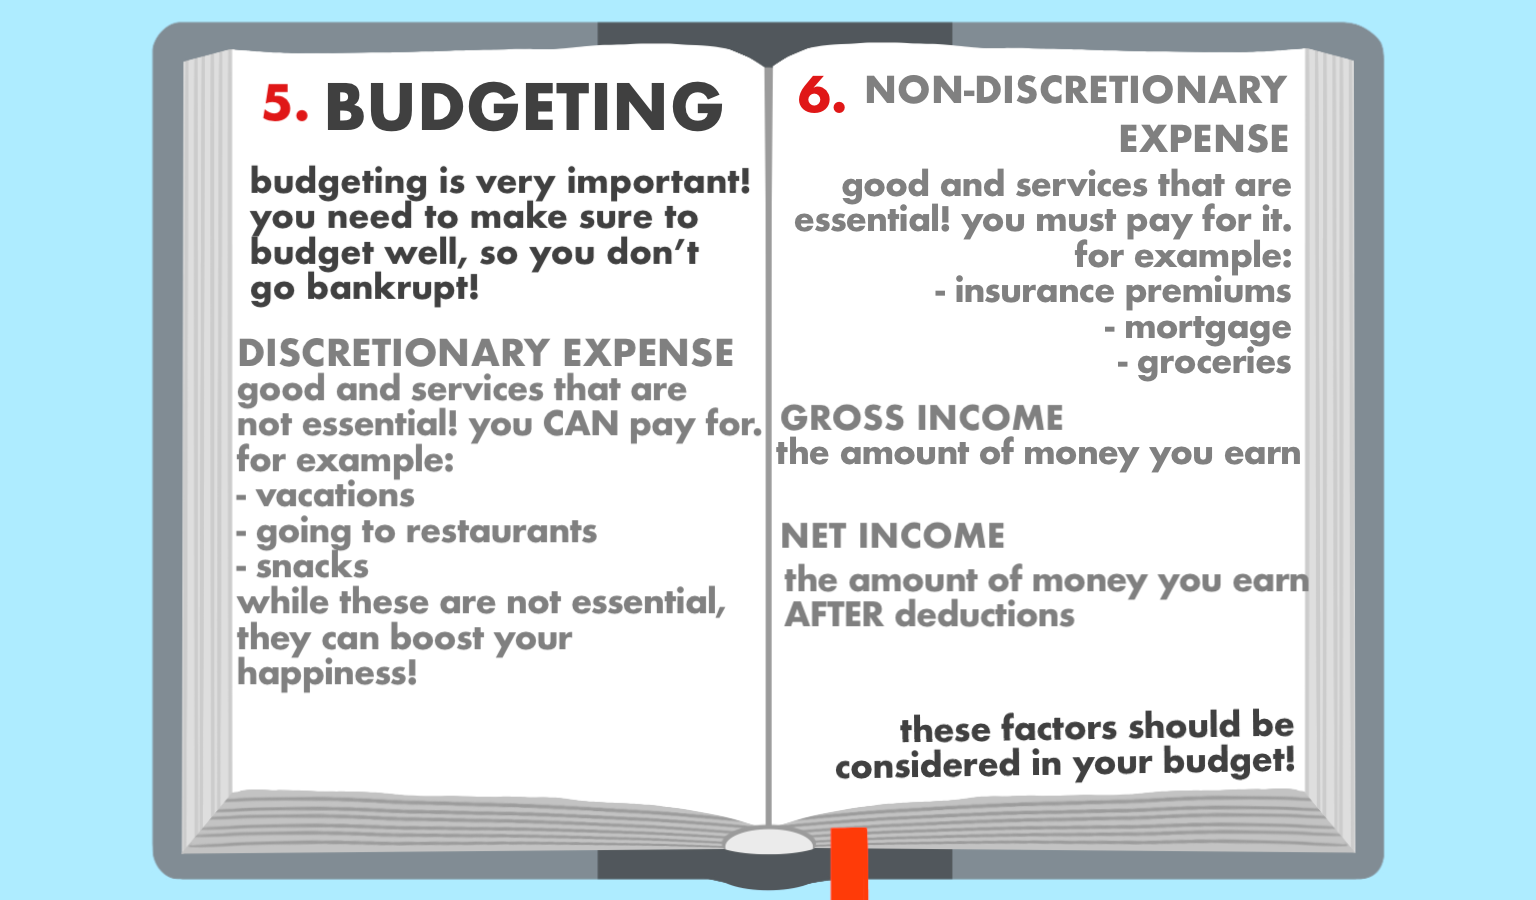 5. BUDGETING
budgeting is very important!
you need to make sure to
budget well, so you don’t
go bankrupt!
DISCRETIONARY EXPENSE
good and services that are
not essential! you CAN pay for.
for example:
- vacations
- going to restaurants
- snacks
while these are not essential,
they can boost your
happiness!
6. NON-DISCRETIONARY
EXPENSE
good and services that are
essential! you must pay for it.
for example:
- insurance premiums
- mortgage
- groceries
GROSS INCOME
the amount of money you earn
NET INCOME
the amount of money you earn
AFTER deductions
these factors should be
considered in your budget!